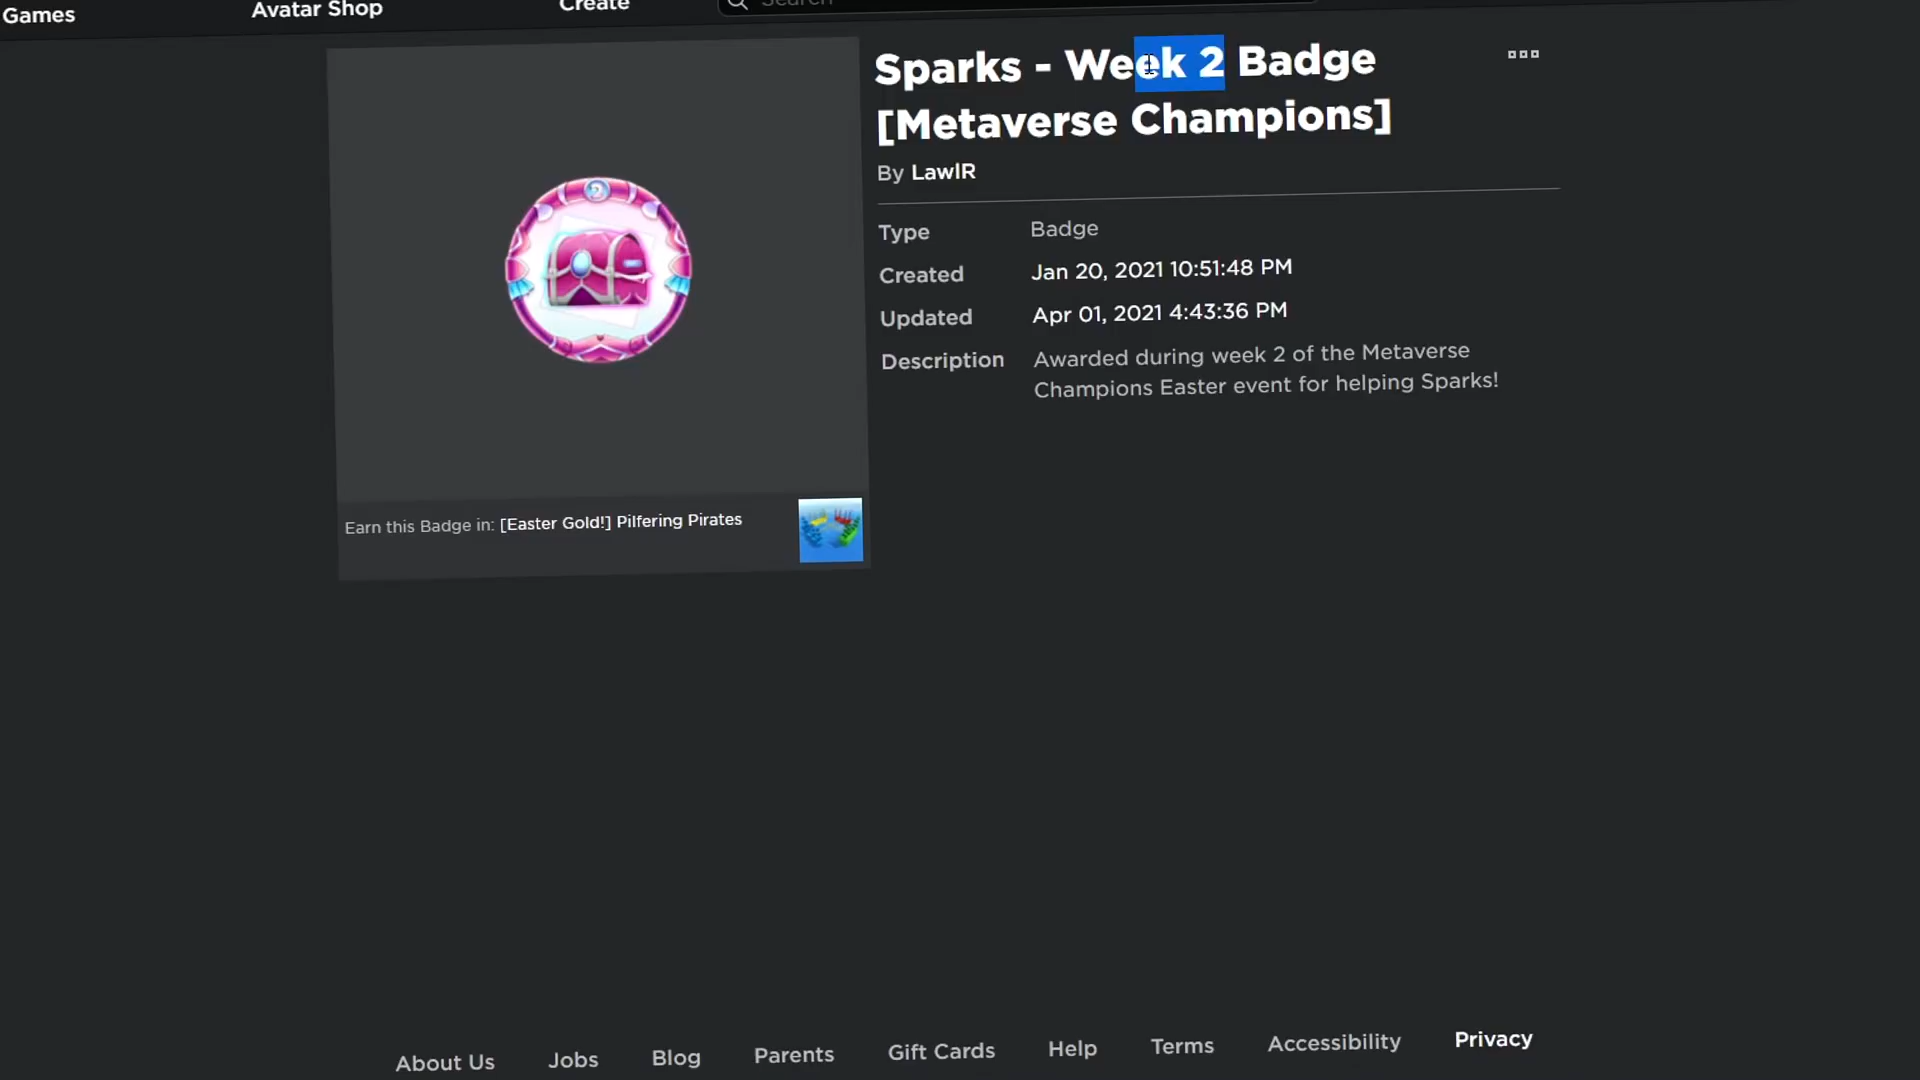 Games
Avatar Shop
Create
Search
Sparks - Week 2 Badge
[Metaverse Champions]
By LawlR
Type Badge
Created Jan 20, 2021 10:51:48 PM
Updated Apr 01, 2021 4:43:36 PM
Description Awarded during week 2 of the Metaverse
Champions Easter event for helping Sparks!
Earn this Badge in: [Easter Gold!] Pilfering Pirates
About Us
Jobs
Blog
Parents
Gift Cards
Help
Terms
Accessibility
Privacy